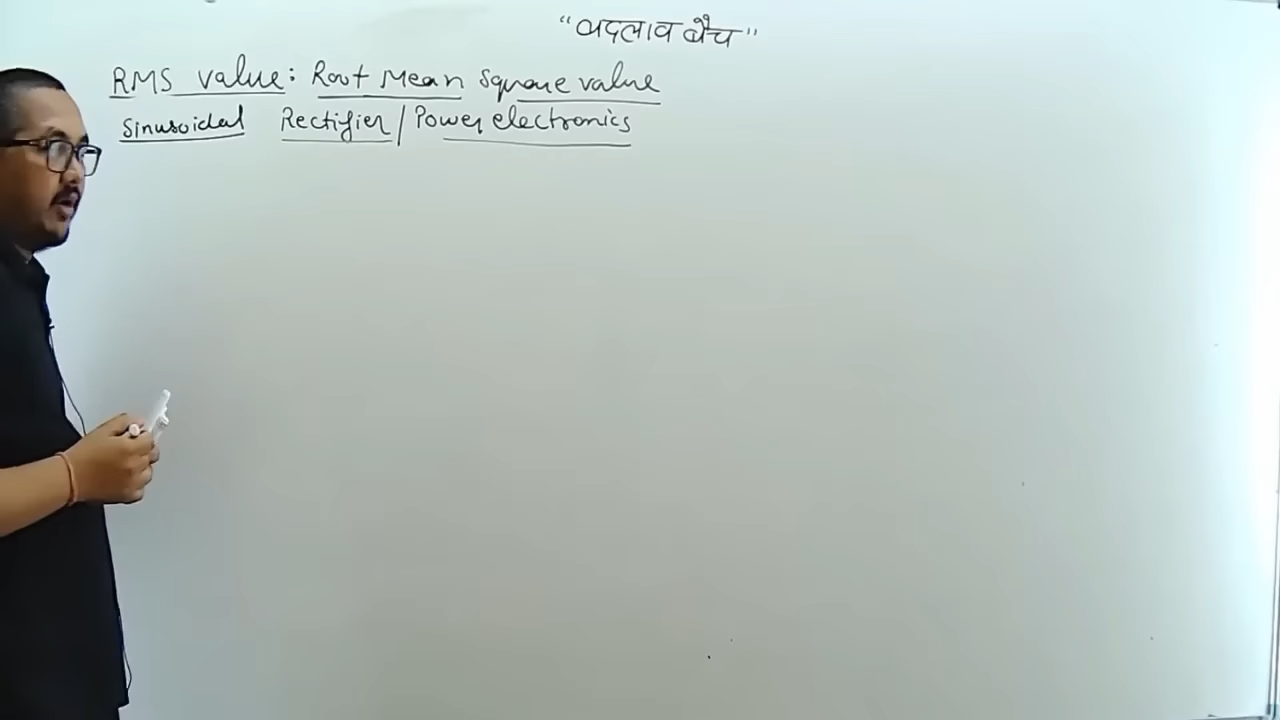 "बदलाव बैच"
RMS value: Root Mean Square value
Sinusoidal Rectifier/Power electronics